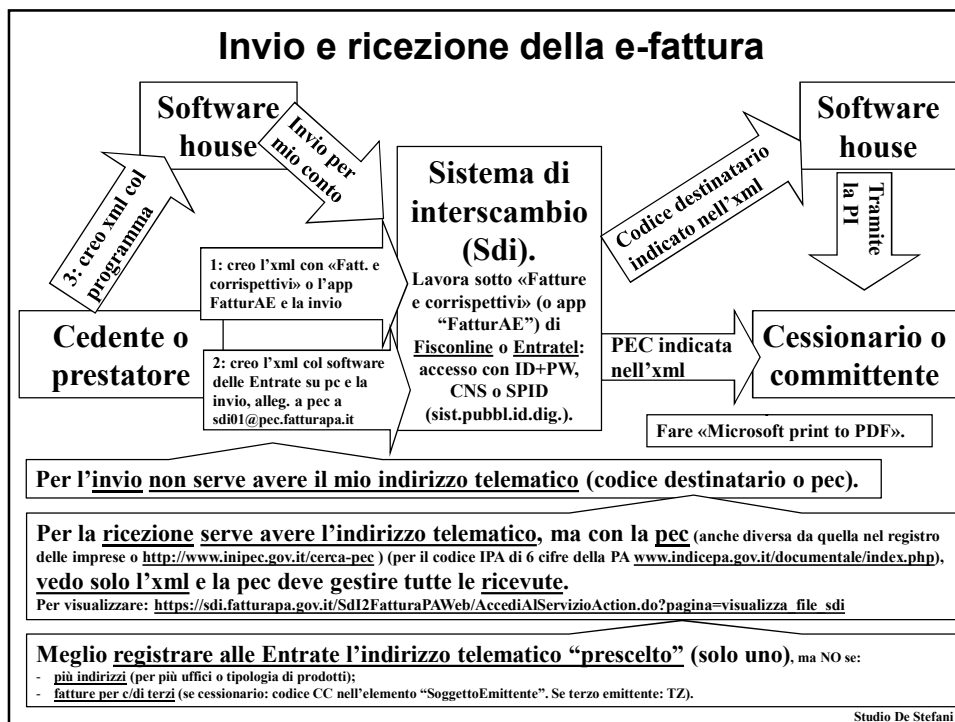 Invio e ricezione della e-fattura
Software
house
Invio per
mio conto
3: creo xml col
programma
Cedente o
prestatore
1: creo l’xml con «Fatt. e
corrispettivi» o l’app
FatturAE e la invio
2: creo l’xml col software
delle Entrate su pc e la
invio, alleg. a pec a
sdi01@pec.fatturapa.it
Sistema di
interscambio
(Sdi).
Lavora sotto «Fatture
e corrispettivi» (o app
“FatturAE”) di
Fisconline o Entratel:
accesso con ID+PW,
CNS o SPID
(sist.pubbl.id.dig.).
Codice destinatario
indicato nell’xml
Software
house
Tramite
la PI
PEC indicata
nell’xml
Cessionario o
committente
Fare «Microsoft print to PDF».
Per l’invio non serve avere il mio indirizzo telematico (codice destinatario o pec).
Per la ricezione serve avere l’indirizzo telematico, ma con la pec (anche diversa da quella nel registro
delle imprese o http://www.inipec.gov.it/cerca-pec ) (per il codice IPA di 6 cifre della PA www.indicepa.gov.it/documentale/index.php),
vedo solo l’xml e la pec deve gestire tutte le ricevute.
Per visualizzare: https://sdi.fatturapa.gov.it/SdI2FatturaPAWeb/AccediAlServizioAction.do?pagina=visualizza_file_sdi
Meglio registrare alle Entrate l’indirizzo telematico “prescelto” (solo uno), ma NO se:
- più indirizzi (per più uffici o tipologia di prodotti);
- fatture per c/di terzi (se cessionario: codice CC nell’elemento “SoggettoEmittente”. Se terzo emittente: TZ).
Studio De Stefani